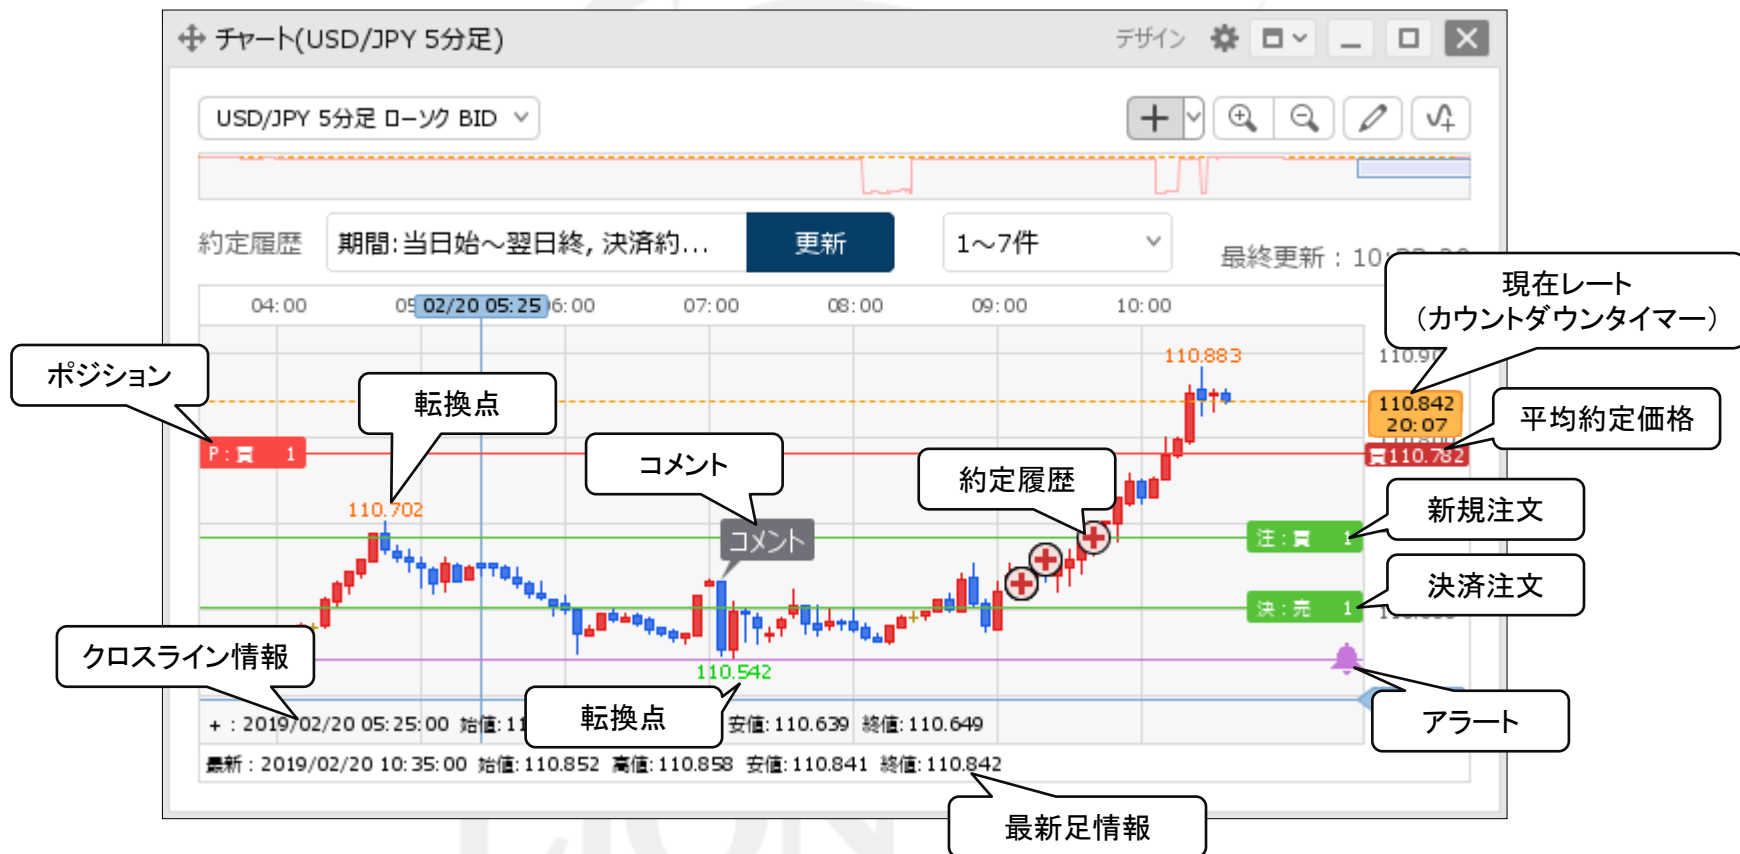 チャート(USD/JPY 5分足)
デザイン
USD/JPY 5分足 ローソク BID
約定履歴
期間:当日始～翌日終, 決済約...
更新
1～7件
最終更新 : 10:
現在レート
（カウントダウンタイマー）
04:00
02/20 05:25
6:00
07:00
08:00
09:00
10:00
110.883
110.90
ポジション
転換点
110.842
20:07
平均約定価格
P:買 1
コメント
約定履歴
買110.782
110.702
新規注文
コメント
注:買 1
決済注文
決:売 1
クロスライン情報
110.542
転換点
アラート
+ : 2019/02/20 05:25:00 始値:11
安値:110.639 終値:110.649
最新 : 2019/02/20 10:35:00 始値:110.852 高値:110.858 安値:110.841 終値:110.842
最新足情報
LION